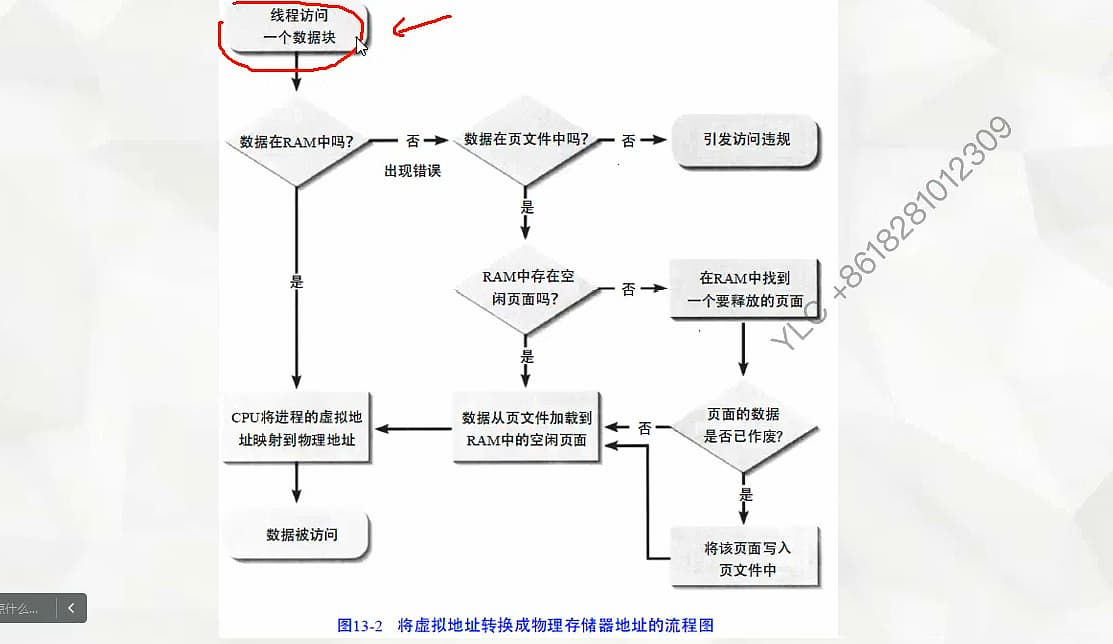 线程访问
一个数据块
数据在RAM中吗?
否
出现错误
数据在页文件中吗?
否
引发访问违规
是
是
RAM中存在空
闲页面吗?
否
在RAM中找到
一个要释放的页面
是
CPU将进程的虚拟地
址映射到物理地址
数据从页文件加载到
RAM中的空闲页面
否
页面的数据
是否已作废?
是
数据被访问
将该页面写入
页文件中
图13-2 将虚拟地址转换成物理存储器地址的流程图
YLC +8618281012309
什么...